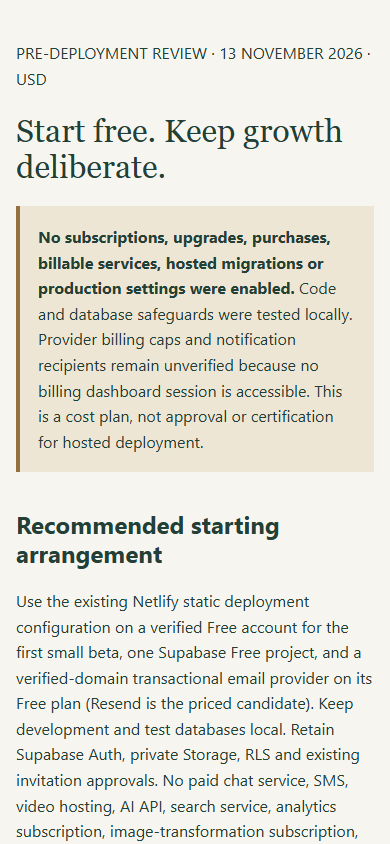 PRE-DEPLOYMENT REVIEW · 13 NOVEMBER 2026 ·
USD
Start free. Keep growth
deliberate.
No subscriptions, upgrades, purchases,
billable services, hosted migrations or
production settings were enabled. Code
and database safeguards were tested locally.
Provider billing caps and notification
recipients remain unverified because no
billing dashboard session is accessible. This
is a cost plan, not approval or certification
for hosted deployment.
Recommended starting
arrangement
Use the existing Netlify static deployment
configuration on a verified Free account for the
first small beta, one Supabase Free project, and a
verified-domain transactional email provider on its
Free plan (Resend is the priced candidate). Keep
development and test databases local. Retain
Supabase Auth, private Storage, RLS and existing
invitation approvals. No paid chat service, SMS,
video hosting, AI API, search service, analytics
subscription, image-transformation subscription,